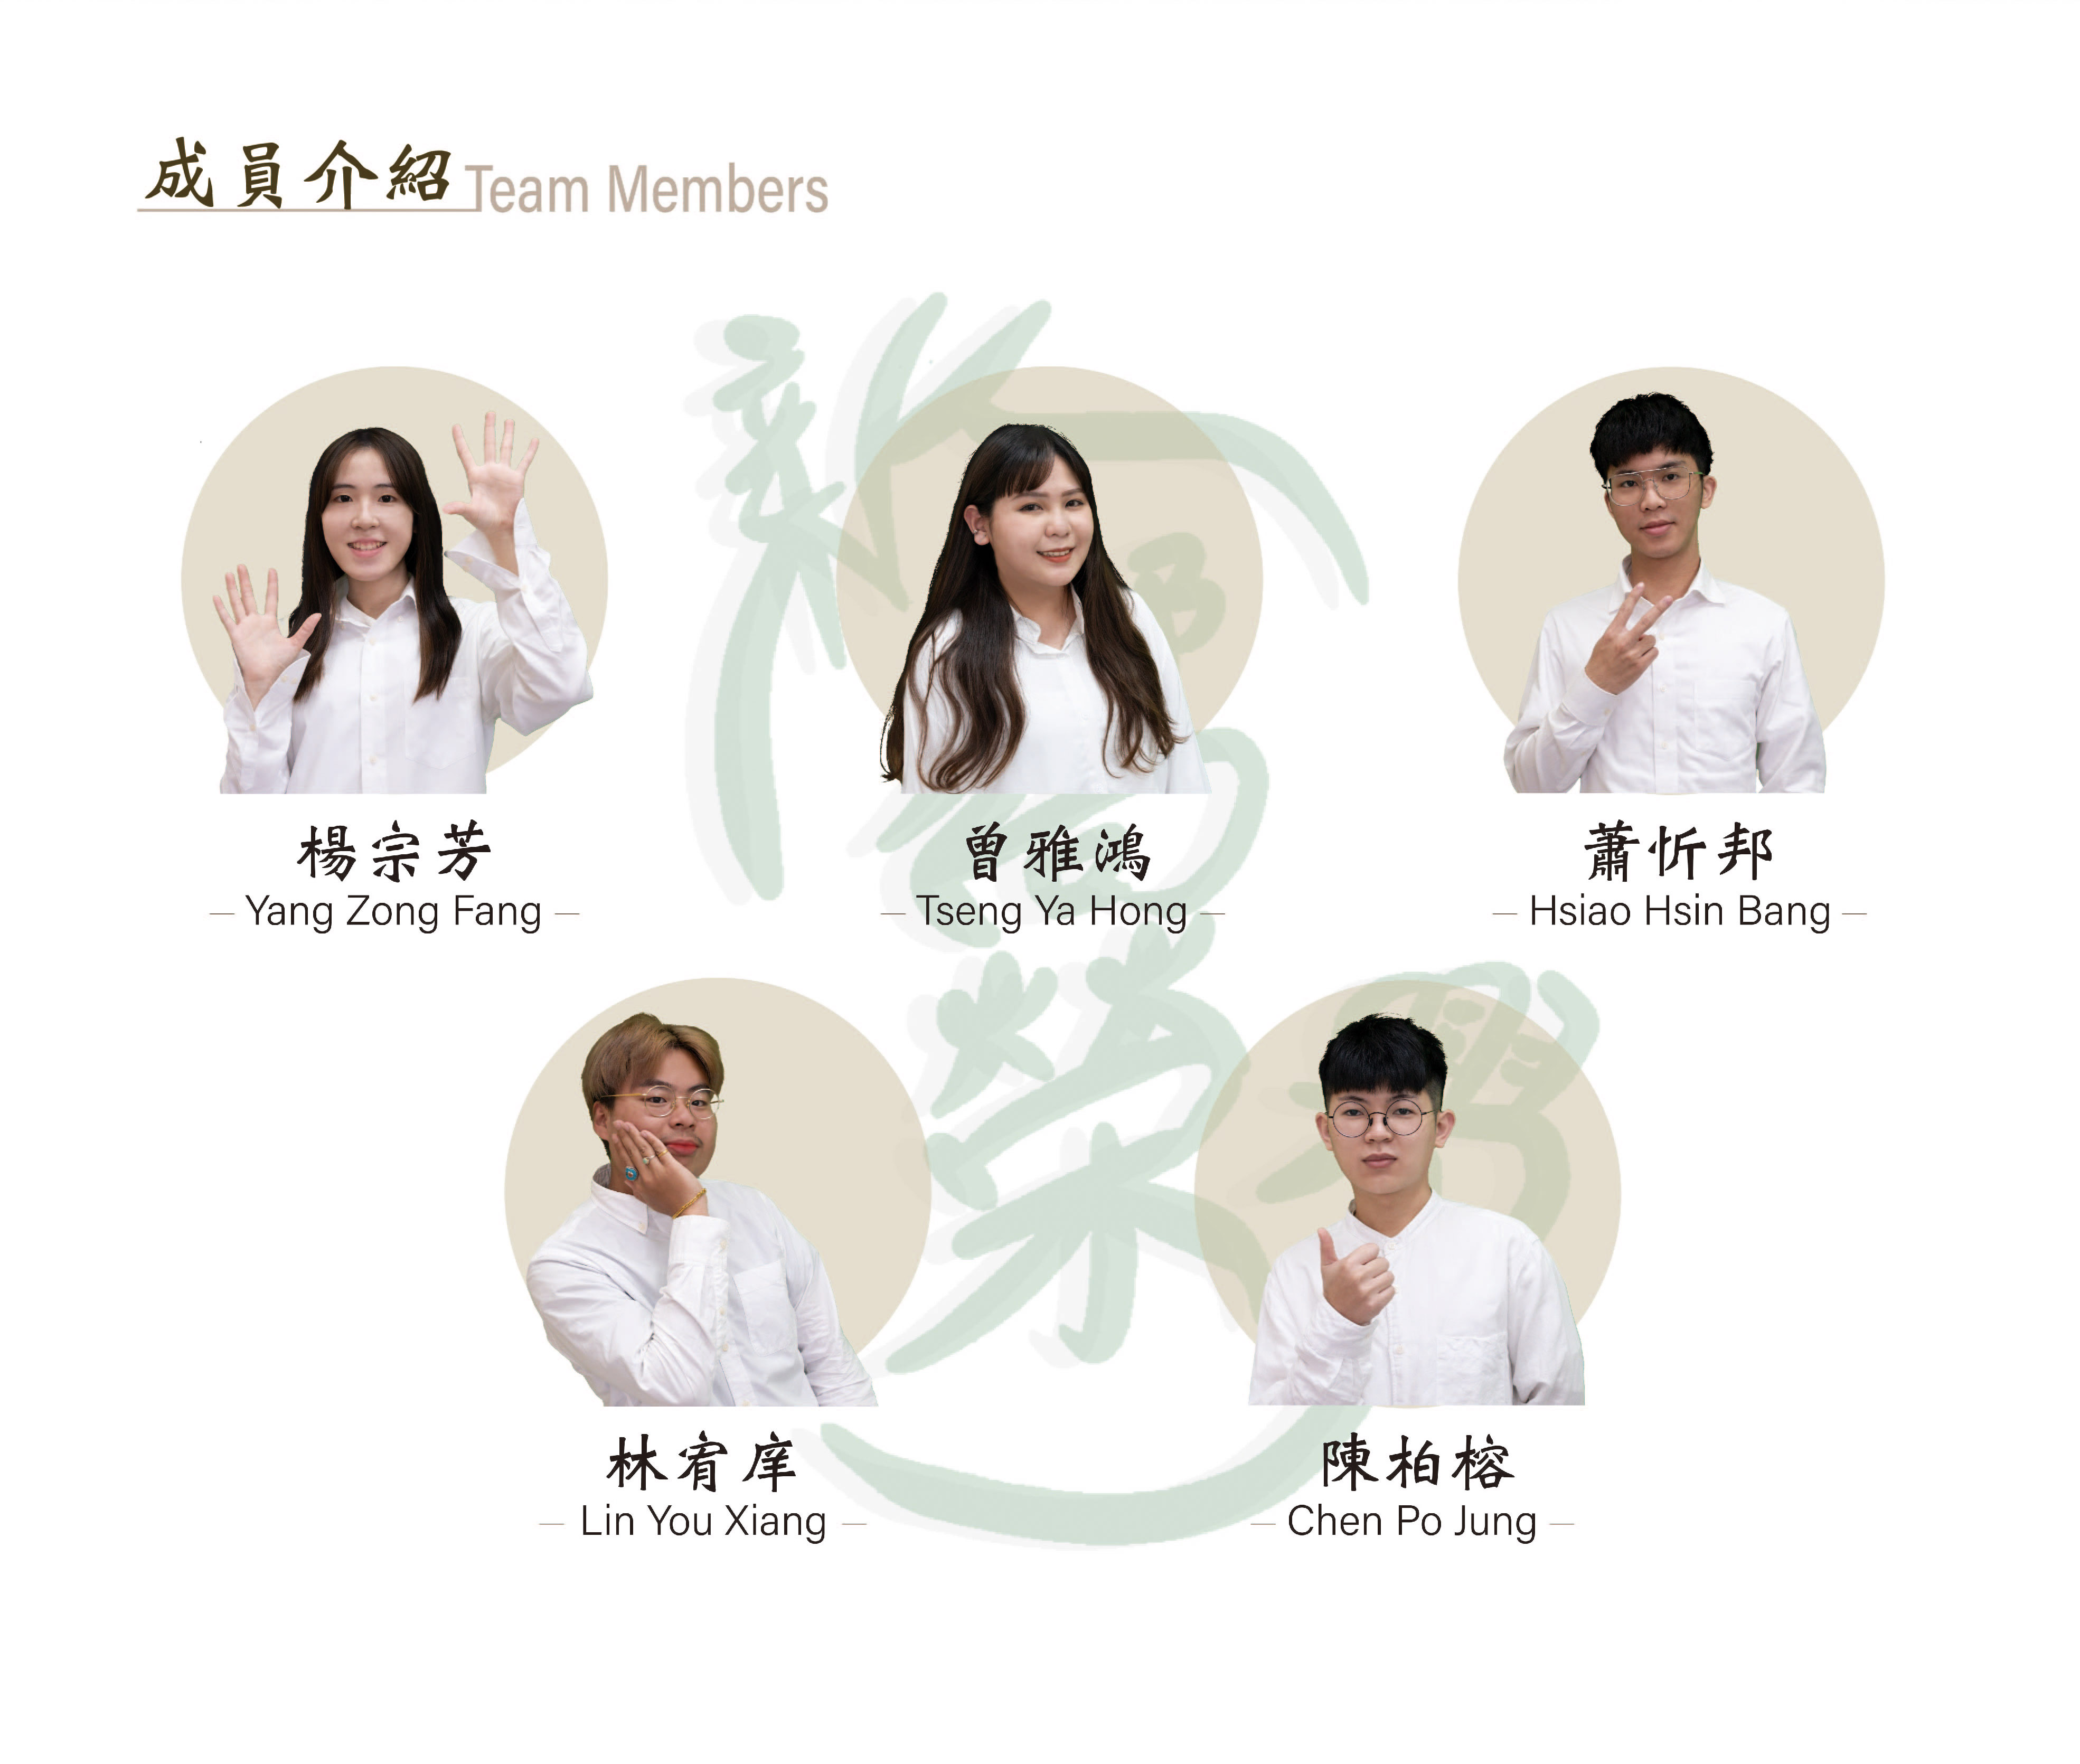 成員介紹 Team Members
楊宗芳
Yang Zong Fang
曾雅鴻
Tseng Ya Hong
蕭忻邦
Hsiao Hsin Bang
林宥庠
Lin You Xiang
陳柏榕
Chen Po Jung